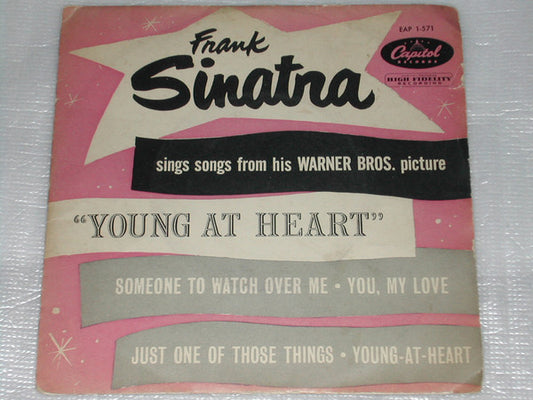 EAP 1-571
Capitol
RECORDS
HIGH FIDELITY
RECORDING
Frank
Sinatra
sings songs from his WARNER BROS. picture
"YOUNG AT HEART"
SOMEONE TO WATCH OVER ME • YOU, MY LOVE
JUST ONE OF THOSE THINGS • YOUNG-AT-HEART